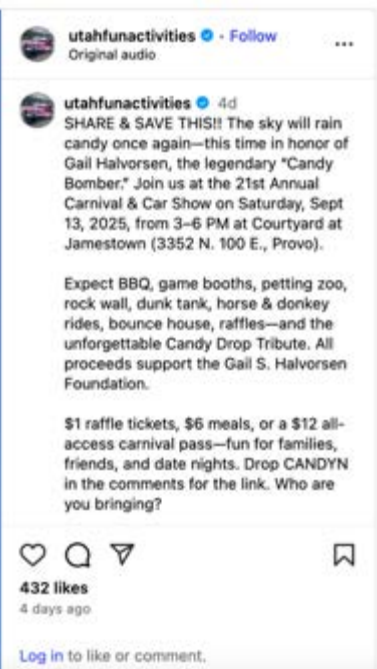 utahfunactivities • Follow
Original audio
utahfunactivities 4d
SHARE & SAVE THIS!! The sky will rain
candy once again—this time in honor of
Gail Halvorsen, the legendary "Candy
Bomber." Join us at the 21st Annual
Carnival & Car Show on Saturday, Sept
13, 2025, from 3–6 PM at Courtyard at
Jamestown (3352 N. 100 E., Provo).
Expect BBQ, game booths, petting zoo,
rock wall, dunk tank, horse & donkey
rides, bounce house, raffles—and the
unforgettable Candy Drop Tribute. All
proceeds support the Gail S. Halvorsen
Foundation.
$1 raffle tickets, $6 meals, or a $12 all-
access carnival pass—fun for families,
friends, and date nights. Drop CANDYN
in the comments for the link. Who are
you bringing?
432 likes
4 days ago
Log in to like or comment.